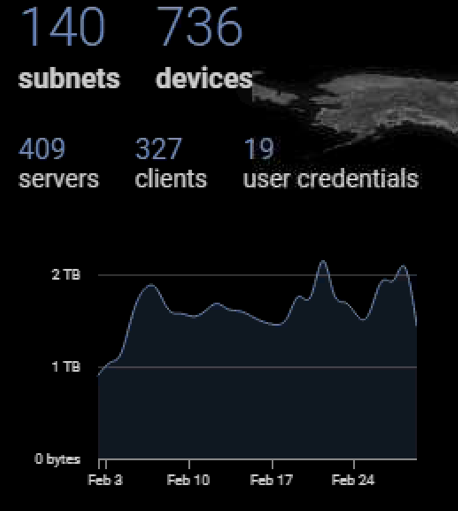 140 736
subnets devices
409 327 19
servers clients user credentials
2 TB
1 TB
0 bytes
Feb 3 Feb 10 Feb 17 Feb 24